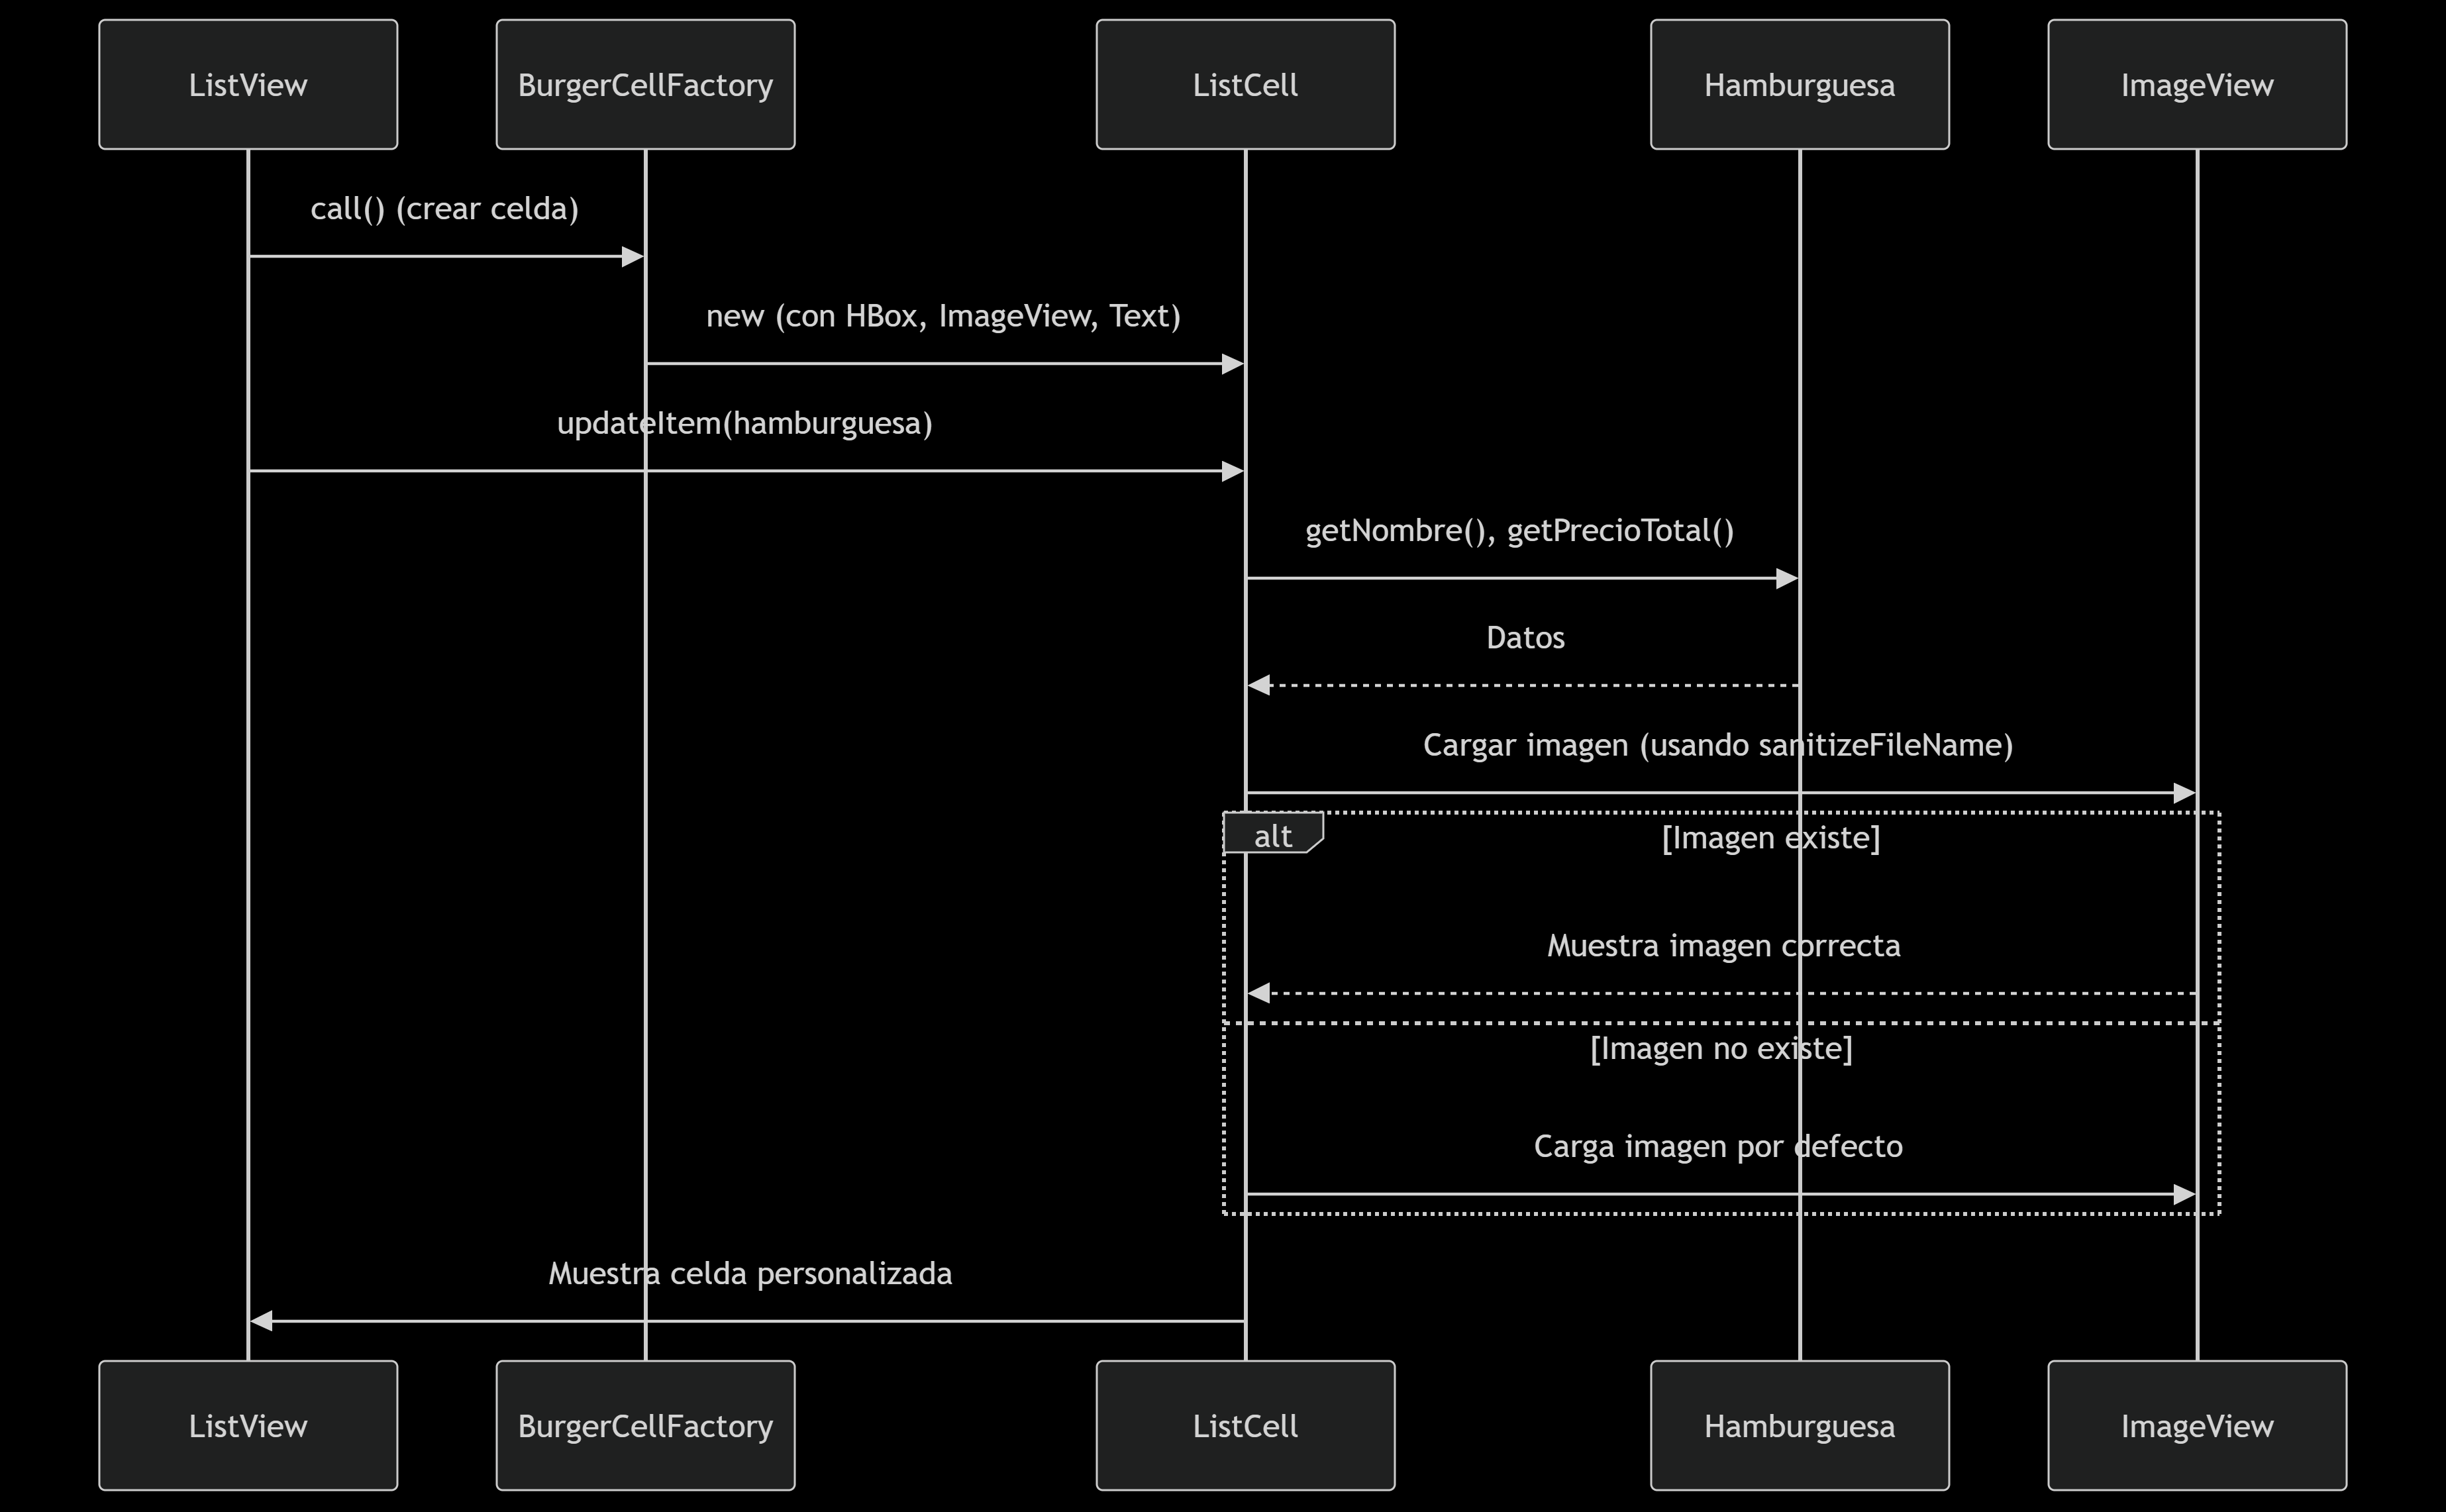 ListView
BurgerCellFactory
ListCell
Hamburguesa
ImageView
call() (crear celda)
new (con HBox, ImageView, Text)
updateItem(hamburguesa)
getNombre(), getPrecioTotal()
Datos
Cargar imagen (usando sanitizeFileName)
alt
[Imagen existe]
Muestra imagen correcta
[Imagen no existe]
Carga imagen por defecto
Muestra celda personalizada
ListView
BurgerCellFactory
ListCell
Hamburguesa
ImageView